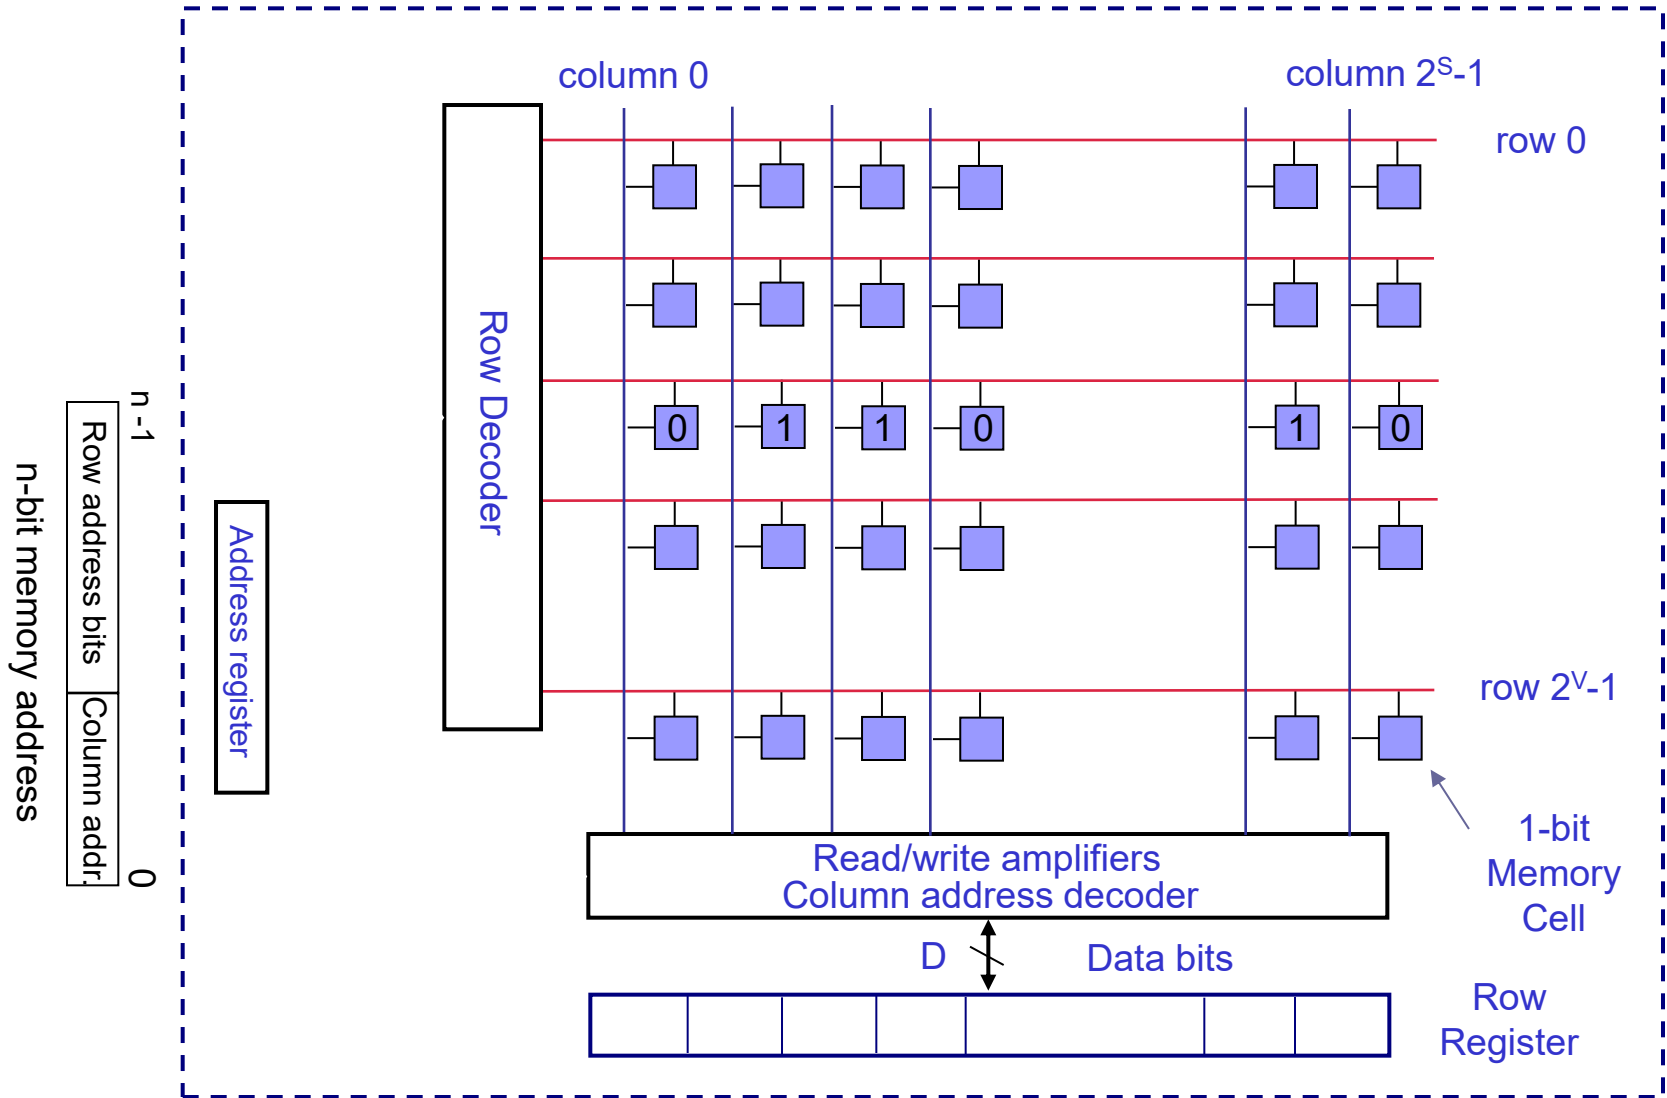 column 0
column 2ˢ-1
row 0
Row Decoder
0 1 1 0 1 0
n -1
Row address bits
Column addr.
0
n-bit memory address
Address register
row 2ⱽ-1
1-bit
Memory
Cell
Read/write amplifiers
Column address decoder
D
Data bits
Row
Register